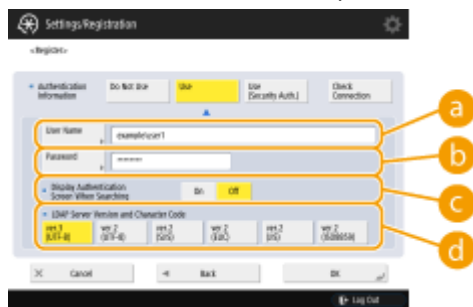 Settings/Registration
<Register>
Authentication Information
Do Not Use
Use
Use (Security Auth.)
Check Connection
User Name
example\user1
a
Password
********
b
Display Authentication Screen When Searching
On
Off
c
LDAP Server Version and Character Code
ver.3 (UTF-8)
ver.2 (UTF-8)
ver.2 (SJIS)
ver.2 (EUC)
ver.2 (JIS)
ver.2 (ISO8859)
d
Cancel
Back
OK
Log Out